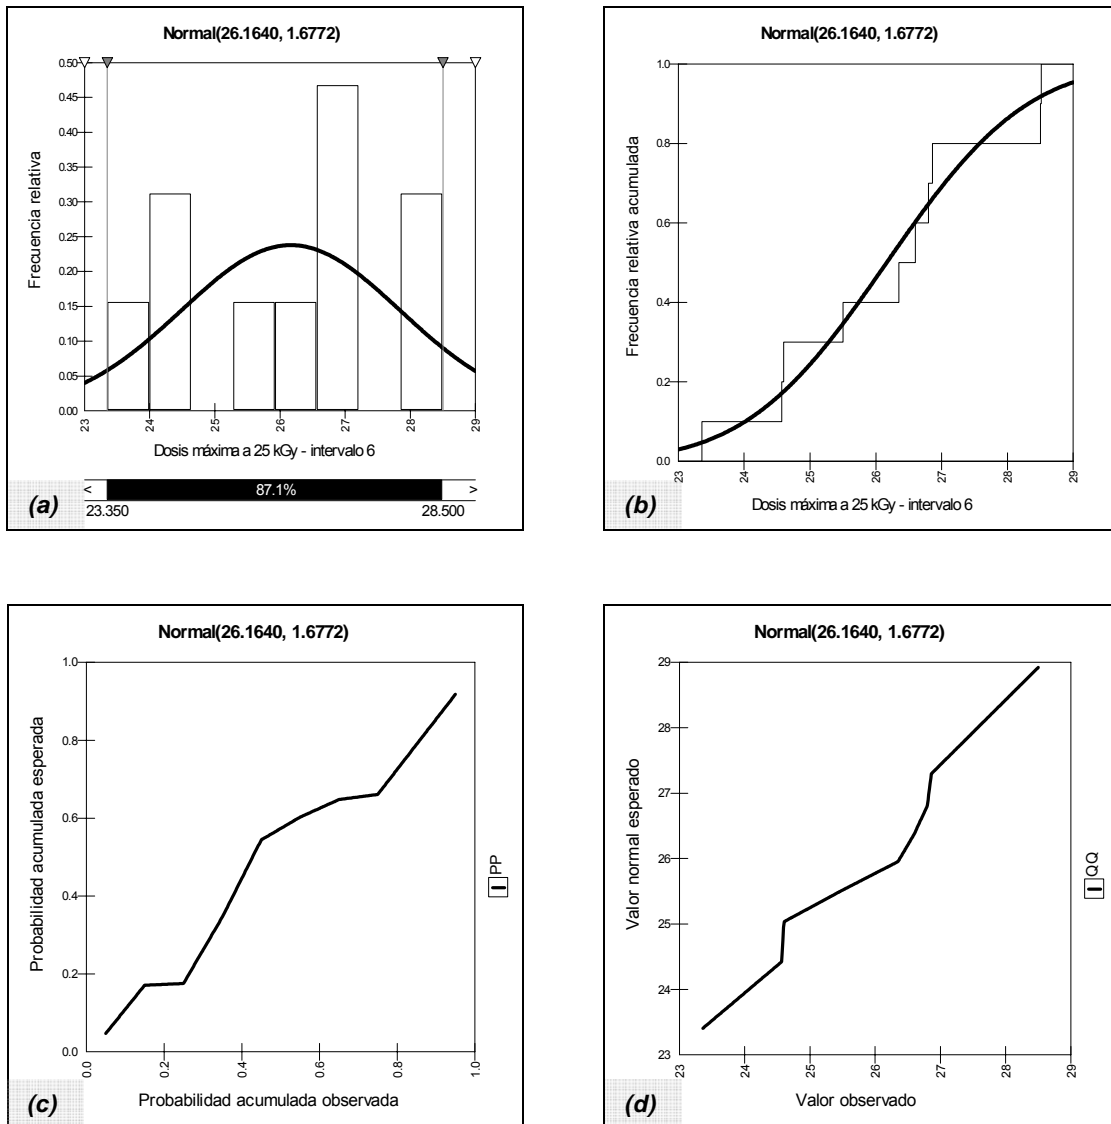 Normal(26.1640, 1.6772)
Frecuencia relativa
0.50
0.45
0.40
0.35
0.30
0.25
0.20
0.15
0.10
0.05
0.00
23 24 25 26 27 28 29
Dosis máxima a 25 kGy - intervalo 6
(a)
< 87.1% >
23.350 28.500
Normal(26.1640, 1.6772)
Frecuencia relativa acumulada
1.0
0.8
0.6
0.4
0.2
0.0
23 24 25 26 27 28 29
(b)
Dosis máxima a 25 kGy - intervalo 6
Normal(26.1640, 1.6772)
Probabilidad acumulada esperada
1.0
0.8
0.6
0.4
0.2
0.0
0.0 0.2 0.4 0.6 0.8 1.0
PP
(c)
Probabilidad acumulada observada
Normal(26.1640, 1.6772)
Valor normal esperado
29
28
27
26
25
24
23
23 24 25 26 27 28 29
QQ
(d)
Valor observado